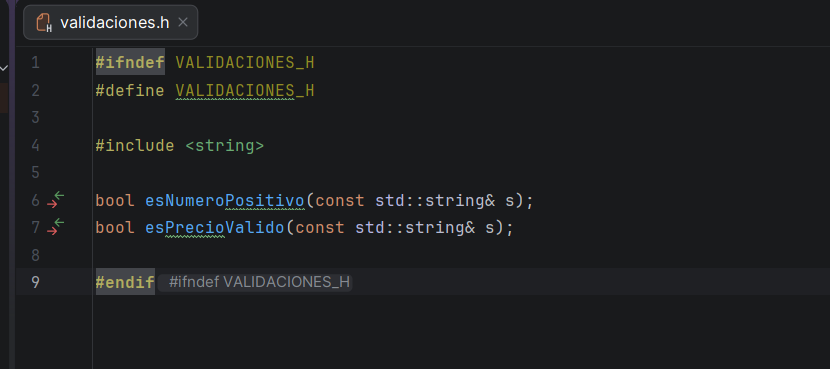 validaciones.h
1 #ifndef VALIDACIONES_H
2 #define VALIDACIONES_H
3
4 #include <string>
5
6 bool esNumeroPositivo(const std::string& s);
7 bool esPrecioValido(const std::string& s);
8
9 #endif #ifndef VALIDACIONES_H